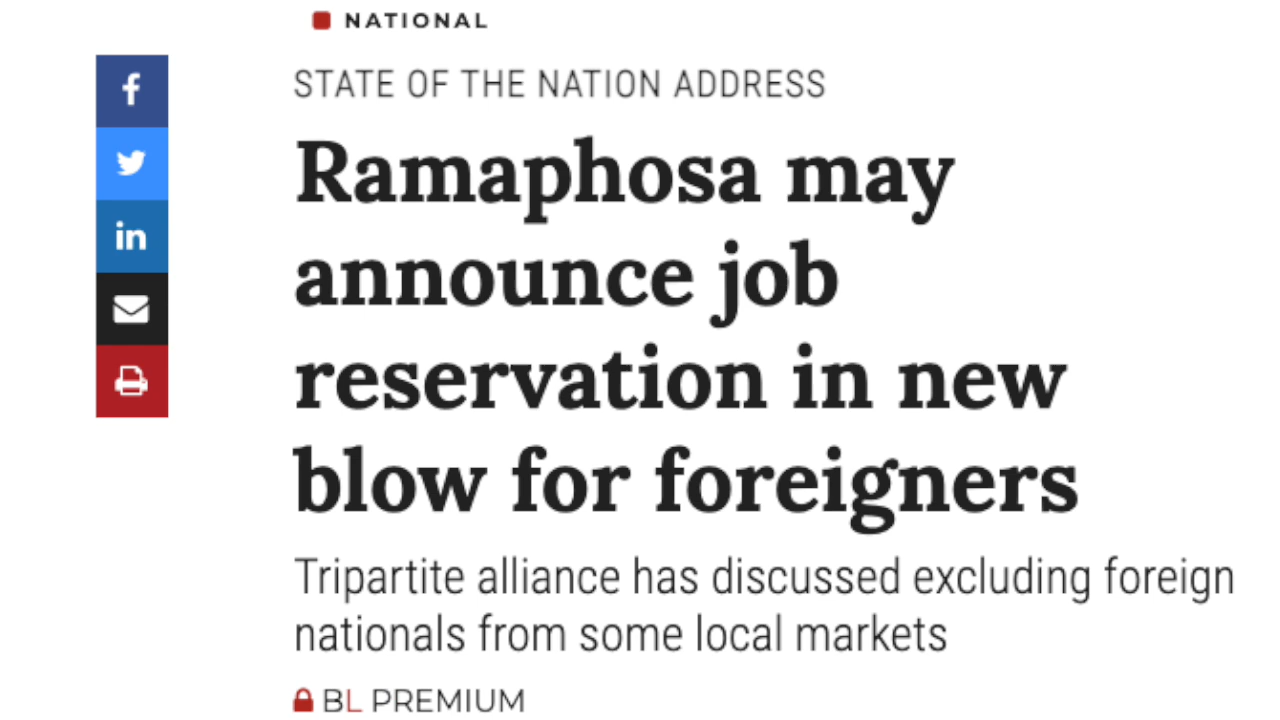 NATIONAL
STATE OF THE NATION ADDRESS
Ramaphosa may
announce job
reservation in new
blow for foreigners
Tripartite alliance has discussed excluding foreign
nationals from some local markets
BL PREMIUM